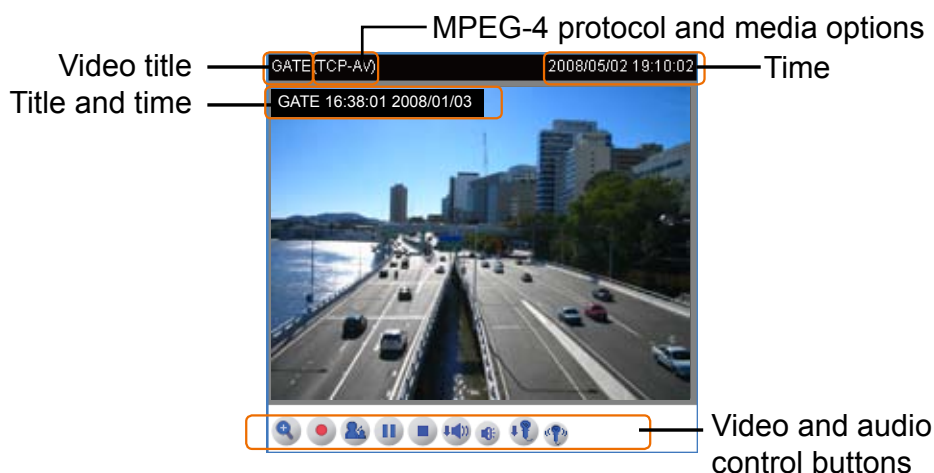 MPEG-4 protocol and media options
Video title
GATE(TCP-AV)
2008/05/02 19:10:02
Time
Title and time
GATE 16:38:01 2008/01/03
Video and audio
control buttons